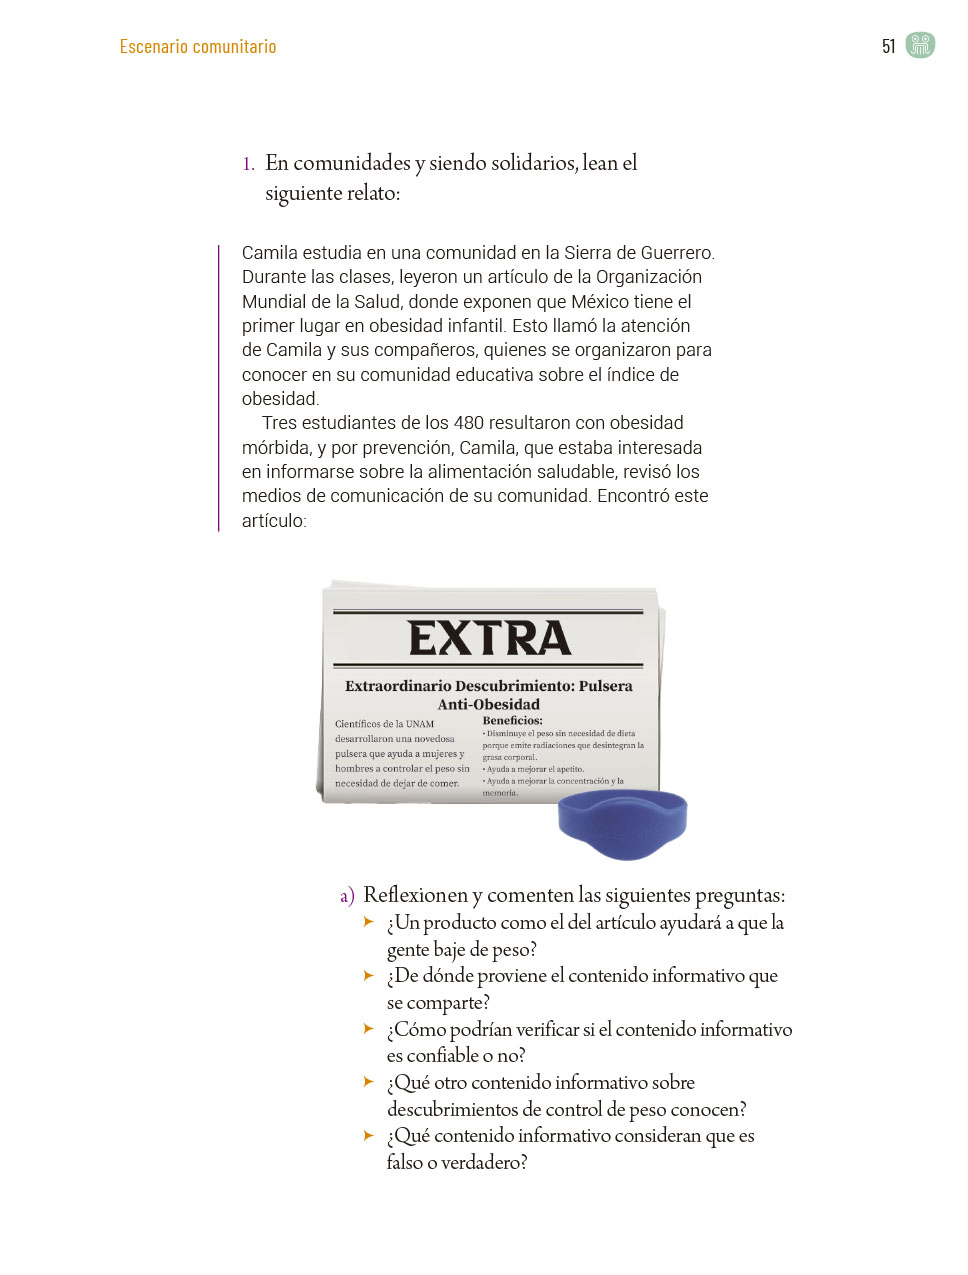 Escenario comunitario
51
1. En comunidades y siendo solidarios, lean el
siguiente relato:
Camila estudia en una comunidad en la Sierra de Guerrero.
Durante las clases, leyeron un artículo de la Organización
Mundial de la Salud, donde exponen que México tiene el
primer lugar en obesidad infantil. Esto llamó la atención
de Camila y sus compañeros, quienes se organizaron para
conocer en su comunidad educativa sobre el índice de
obesidad.
Tres estudiantes de los 480 resultaron con obesidad
mórbida, y por prevención, Camila, que estaba interesada
en informarse sobre la alimentación saludable, revisó los
medios de comunicación de su comunidad. Encontró este
artículo:
EXTRA
Extraordinario Descubrimiento: Pulsera
Anti-Obesidad
Científicos de la UNAM
desarrollaron una novedosa
pulsera que ayuda a mujeres y
hombres a controlar el peso sin
necesidad de dejar de comer.
Beneficios:
• Disminuye el peso sin necesidad de dieta
porque emite radiaciones que desintegran la
grasa corporal.
• Ayuda a mejorar el apetito.
• Ayuda a mejorar la concentración y la
memoria.
a) Reflexionen y comenten las siguientes preguntas:
➤ ¿Un producto como el del artículo ayudará a que la
gente baje de peso?
➤ ¿De dónde proviene el contenido informativo que
se comparte?
➤ ¿Cómo podrían verificar si el contenido informativo
es confiable o no?
➤ ¿Qué otro contenido informativo sobre
descubrimientos de control de peso conocen?
➤ ¿Qué contenido informativo consideran que es
falso o verdadero?